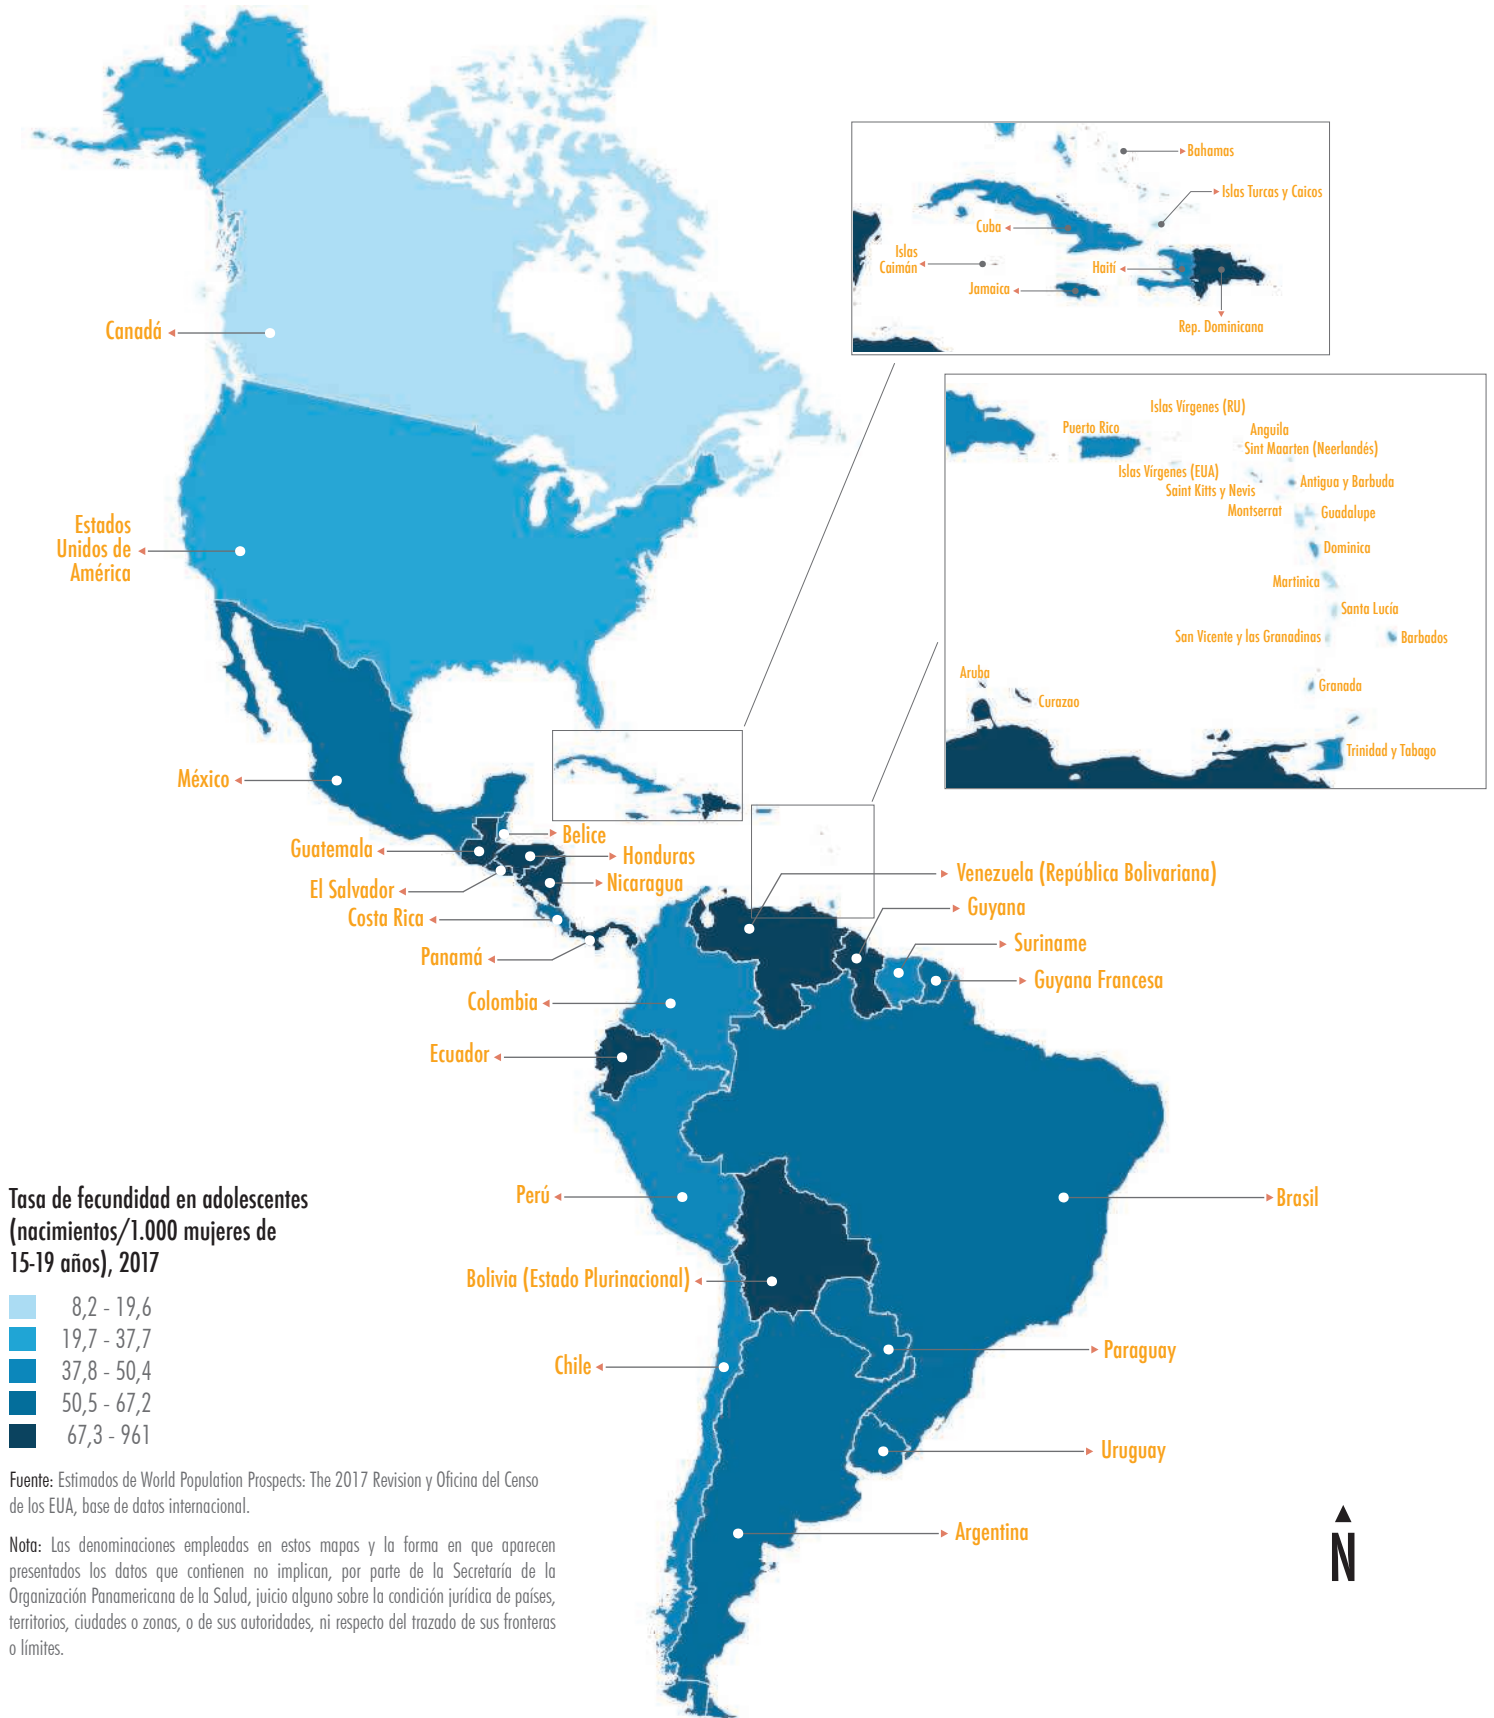 Bahamas
Islas Turcas y Caicos
Cuba
Islas
Caimán
Haití
Jamaica
Rep. Dominicana
Canadá
Islas Vírgenes (RU)
Puerto Rico
Anguila
Sint Maarten (Neerlandés)
Islas Vírgenes (EUA)
Antigua y Barbuda
Saint Kitts y Nevis
Montserrat
Guadalupe
Dominica
Martinica
Santa Lucía
San Vicente y las Granadinas
Barbados
Aruba
Granada
Curazao
Trinidad y Tabago
Estados
Unidos de
América
México
Belice
Guatemala
Honduras
El Salvador
Nicaragua
Costa Rica
Panamá
Venezuela (República Bolivariana)
Guyana
Suriname
Guyana Francesa
Colombia
Ecuador
Perú
Brasil
Bolivia (Estado Plurinacional)
Paraguay
Chile
Uruguay
Argentina
N
Tasa de fecundidad en adolescentes
(nacimientos/1.000 mujeres de
15-19 años), 2017
8,2 - 19,6
19,7 - 37,7
37,8 - 50,4
50,5 - 67,2
67,3 - 961
Fuente: Estimados de World Population Prospects: The 2017 Revision y Oficina del Censo
de los EUA, base de datos internacional.
Nota: Las denominaciones empleadas en estos mapas y la forma en que aparecen
presentados los datos que contienen no implican, por parte de la Secretaría de la
Organización Panamericana de la Salud, juicio alguno sobre la condición jurídica de países,
territorios, ciudades o zonas, o de sus autoridades, ni respecto del trazado de sus fronteras
o límites.